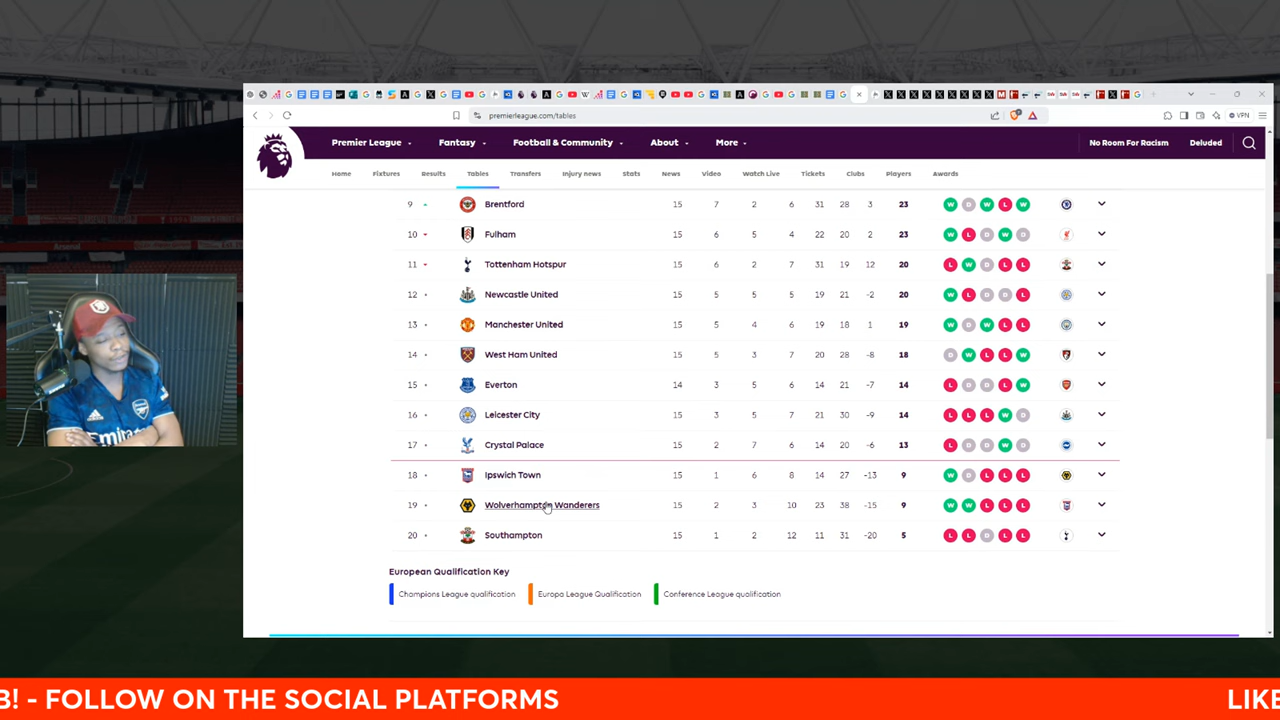 premierleague.com/tables
VPN
Premier League Fantasy Football & Community About More No Room For Racism Deluded
Home Fixtures Results Tables Transfers Injury news Stats News Video Watch Live Tickets Clubs Players Awards
9 Brentford 15 7 2 6 31 28 3 23 W D W L W
10 Fulham 15 6 5 4 22 20 2 23 W L D W D
11 Tottenham Hotspur 15 6 2 7 31 19 12 20 L W D L L
12 Newcastle United 15 5 5 5 19 21 -2 20 W L D D L
13 Manchester United 15 5 4 6 19 18 1 19 W D W L L
14 West Ham United 15 5 3 7 20 28 -8 18 D W L L W
15 Everton 14 3 5 6 14 21 -7 14 L D D L W
16 Leicester City 15 3 5 7 21 30 -9 14 L L L W D
17 Crystal Palace 15 2 7 6 14 20 -6 13 L D D W D
18 Ipswich Town 15 1 6 8 14 27 -13 9 W D L L L
19 Wolverhampton Wanderers 15 2 3 10 23 38 -15 9 W W L L L
20 Southampton 15 1 2 12 11 31 -20 5 L L D L L
European Qualification Key
Champions League qualification Europa League Qualification Conference League qualification
B! - FOLLOW ON THE SOCIAL PLATFORMS LIKE